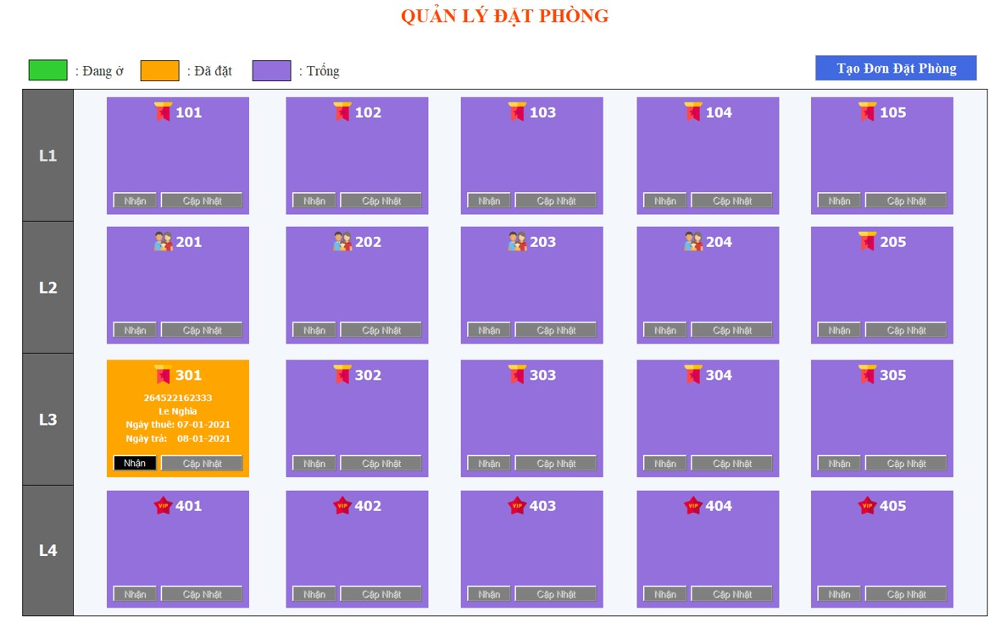 QUẢN LÝ ĐẶT PHÒNG
: Đang ở : Đã đặt : Trống
Tạo Đơn Đặt Phòng
L1
101 102 103 104 105
Nhận Cập Nhật Nhận Cập Nhật Nhận Cập Nhật Nhận Cập Nhật Nhận Cập Nhật
L2
201 202 203 204 205
Nhận Cập Nhật Nhận Cập Nhật Nhận Cập Nhật Nhận Cập Nhật Nhận Cập Nhật
L3
301 302 303 304 305
264522162333
Le Nghia
Ngày thuê: 07-01-2021
Ngày trả: 08-01-2021
Nhận Cập Nhật Nhận Cập Nhật Nhận Cập Nhật Nhận Cập Nhật Nhận Cập Nhật
L4
VIP 401 VIP 402 VIP 403 VIP 404 VIP 405
Nhận Cập Nhật Nhận Cập Nhật Nhận Cập Nhật Nhận Cập Nhật Nhận Cập Nhật